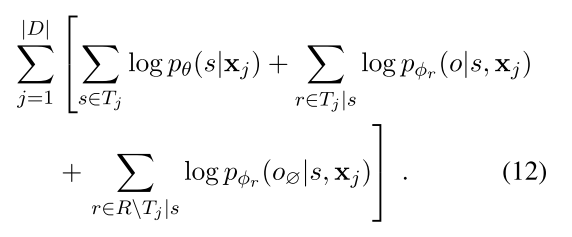 \sum_{j=1}^{|D|} \left[ \sum_{s \in T_j} \log p_\theta(s|\mathbf{x}_j) + \sum_{r \in T_j|s} \log p_{\phi_r}(o|s, \mathbf{x}_j) \right.
\left. + \sum_{r \in R \setminus T_j|s} \log p_{\phi_r}(o_\varnothing|s, \mathbf{x}_j) \right] . (12)